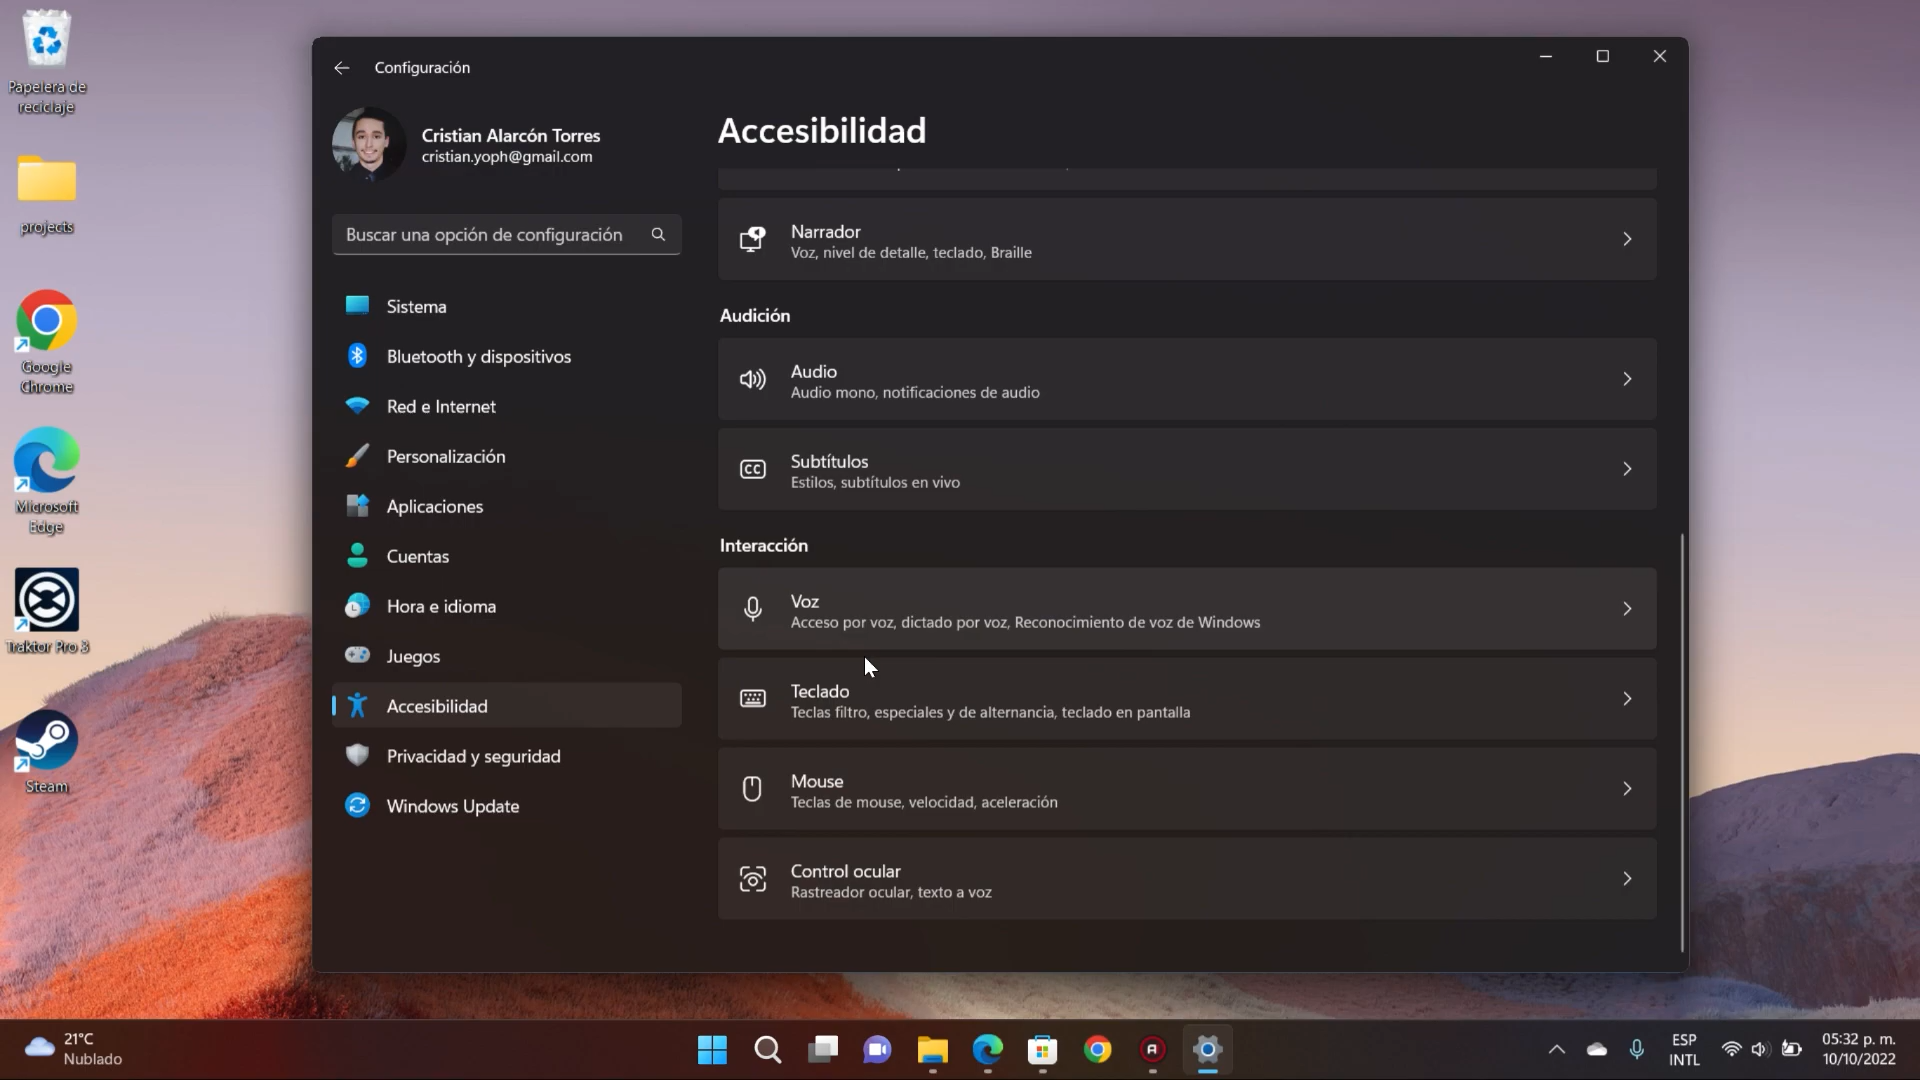 Papelera de
reciclaje
projects
Google
Chrome
Microsoft
Edge
Traktor Pro 3
Steam
Configuración
Cristian Alarcón Torres
cristian.yoph@gmail.com
Buscar una opción de configuración
Sistema
Bluetooth y dispositivos
Red e Internet
Personalización
Aplicaciones
Cuentas
Hora e idioma
Juegos
Accesibilidad
Privacidad y seguridad
Windows Update
Accesibilidad
Narrador
Voz, nivel de detalle, teclado, Braille
Audición
Audio
Audio mono, notificaciones de audio
CC
Subtítulos
Estilos, subtítulos en vivo
Interacción
Voz
Acceso por voz, dictado por voz, Reconocimiento de voz de Windows
Teclado
Teclas filtro, especiales y de alternancia, teclado en pantalla
Mouse
Teclas de mouse, velocidad, aceleración
Control ocular
Rastreador ocular, texto a voz
21°C
Nublado
ESP
INTL
05:32 p. m.
10/10/2022